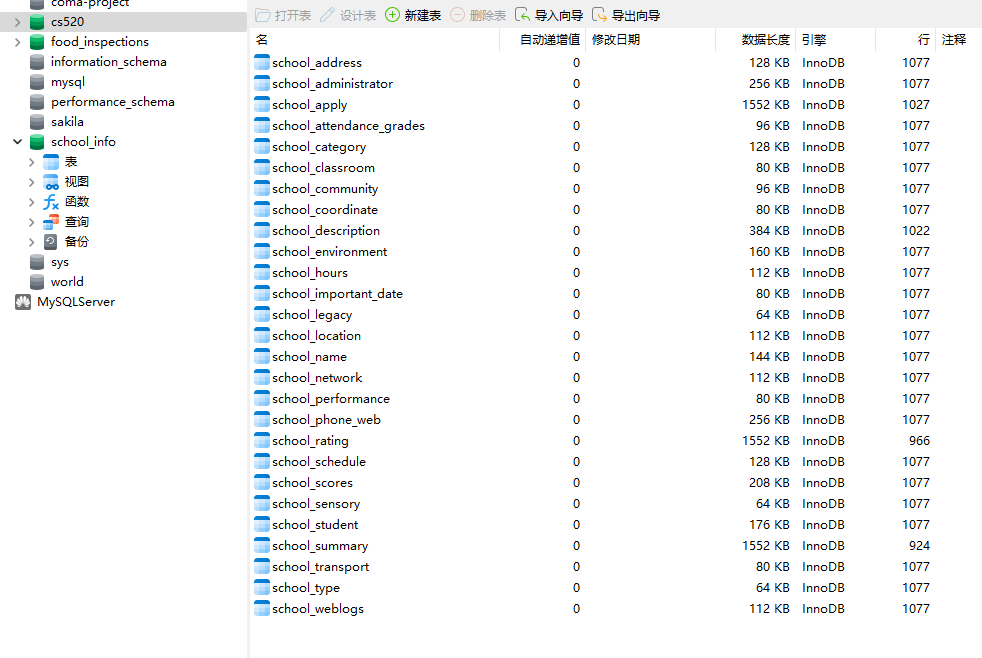 coma-project
cs520
food_inspections
information_schema
mysql
performance_schema
sakila
school_info
表
视图
函数
查询
备份
sys
world
MySQLServer
打开表 设计表 新建表 删除表 导入向导 导出向导
名 自动递增值 修改日期 数据长度 引擎 行 注释
school_address 0 128 KB InnoDB 1077
school_administrator 0 256 KB InnoDB 1077
school_apply 0 1552 KB InnoDB 1027
school_attendance_grades 0 96 KB InnoDB 1077
school_category 0 128 KB InnoDB 1077
school_classroom 0 80 KB InnoDB 1077
school_community 0 96 KB InnoDB 1077
school_coordinate 0 80 KB InnoDB 1077
school_description 0 384 KB InnoDB 1022
school_environment 0 160 KB InnoDB 1077
school_hours 0 112 KB InnoDB 1077
school_important_date 0 80 KB InnoDB 1077
school_legacy 0 64 KB InnoDB 1077
school_location 0 112 KB InnoDB 1077
school_name 0 144 KB InnoDB 1077
school_network 0 112 KB InnoDB 1077
school_performance 0 80 KB InnoDB 1077
school_phone_web 0 256 KB InnoDB 1077
school_rating 0 1552 KB InnoDB 966
school_schedule 0 128 KB InnoDB 1077
school_scores 0 208 KB InnoDB 1077
school_sensory 0 64 KB InnoDB 1077
school_student 0 176 KB InnoDB 1077
school_summary 0 1552 KB InnoDB 924
school_transport 0 80 KB InnoDB 1077
school_type 0 64 KB InnoDB 1077
school_weblogs 0 112 KB InnoDB 1077